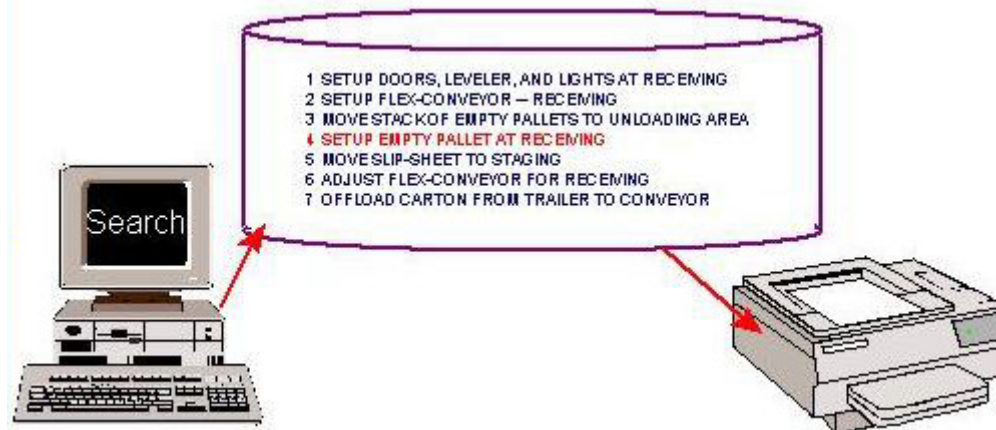 1 SETUP DOORS, LEVELER, AND LIGHTS AT RECEIVING
2 SETUP FLEX-CONVEYOR — RECEIVING
3 MOVE STACK OF EMPTY PALLETS TO UNLOADING AREA
4 SETUP EMPTY PALLET AT RECEIVING
5 MOVE SLIP-SHEET TO STAGING
6 ADJUST FLEX-CONVEYOR FOR RECEIVING
7 OFFLOAD CARTON FROM TRAILER TO CONVEYOR
Search